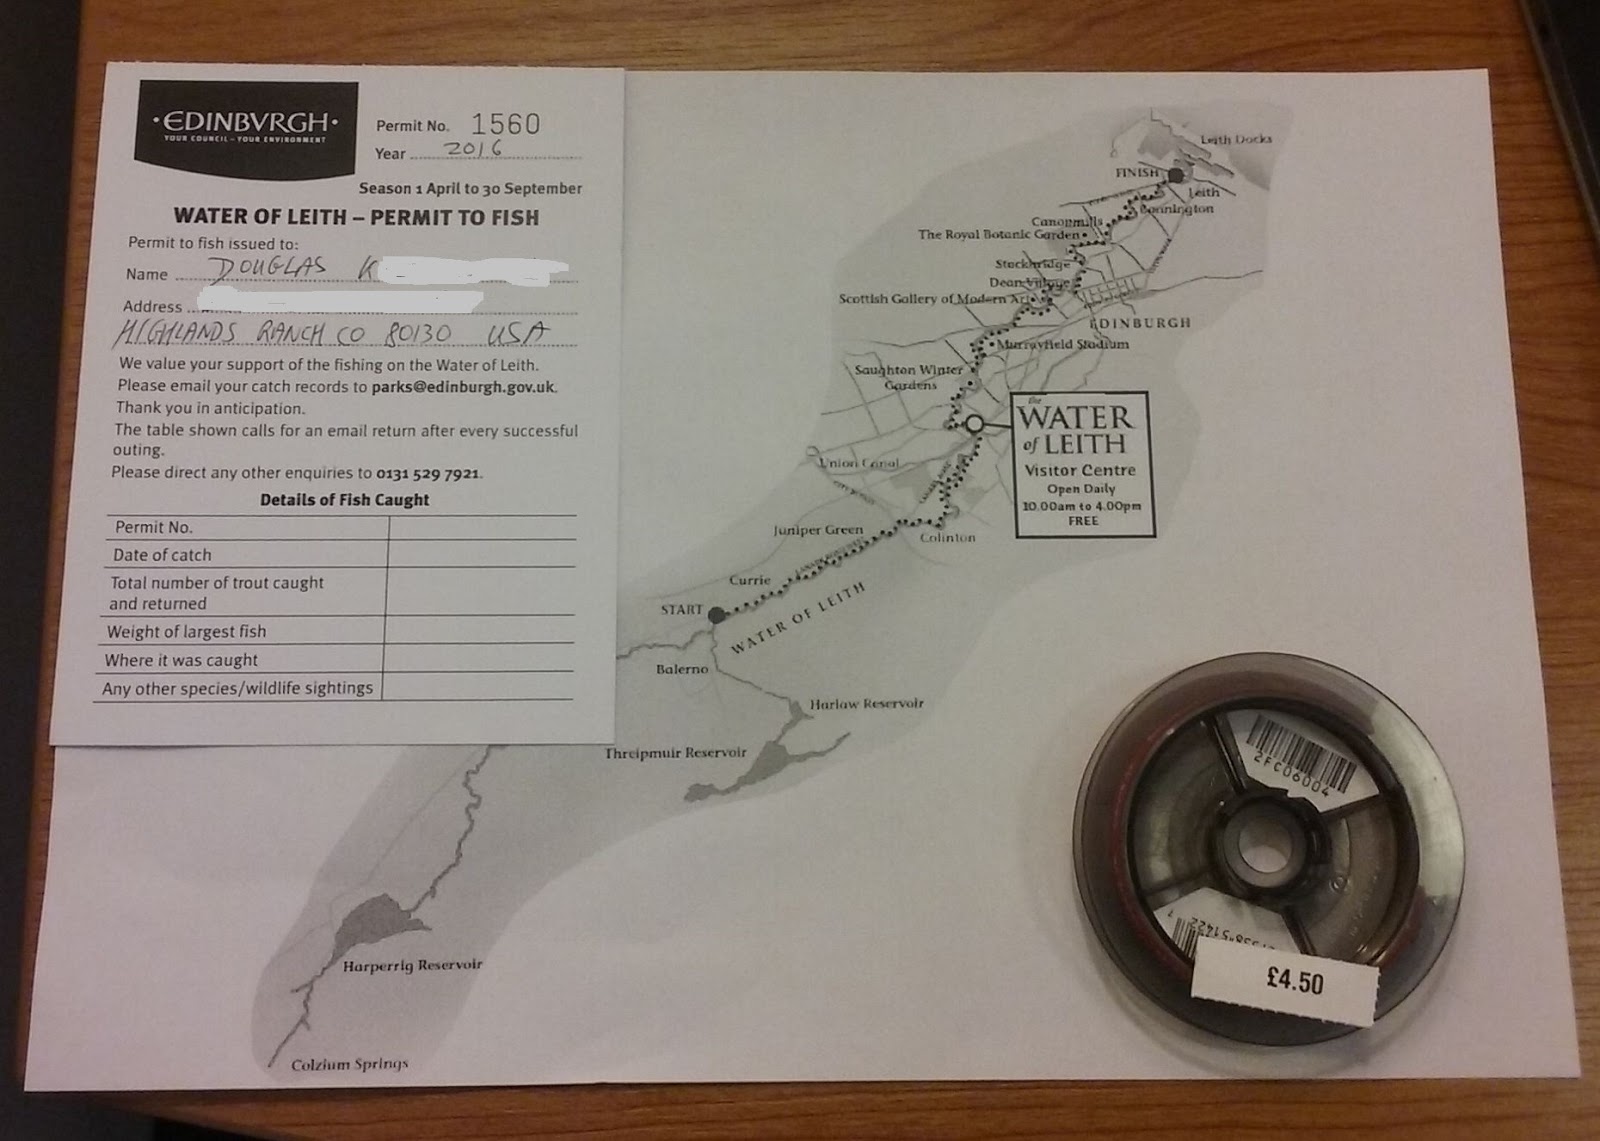 EDINBVRGH
YOUR COUNCIL – YOUR ENVIRONMENT
Permit No. 1560
Year 2016
Season 1 April to 30 September
WATER OF LEITH – PERMIT TO FISH
Permit to fish issued to:
Name DOUGLAS K
Address
HIGHLANDS RANCH CO 80130 USA
We value your support of the fishing on the Water of Leith.
Please email your catch records to parks@edinburgh.gov.uk.
Thank you in anticipation.
The table shown calls for an email return after every successful
outing.
Please direct any other enquiries to 0131 529 7921.
Details of Fish Caught
Permit No.
Date of catch
Total number of trout caught
and returned
Weight of largest fish
Where it was caught
Any other species/wildlife sightings
Leith Docks
FINISH
Leith
Bonnington
Canonmills
The Royal Botanic Garden
Stockbridge
Dean Village
Scottish Gallery of Modern Art
EDINBURGH
Murrayfield Stadium
Saughton Winter
Gardens
the
WATER
of LEITH
Visitor Centre
Open Daily
10.00am to 4.00pm
FREE
Union Canal
Juniper Green
Colinton
Currie
START
WATER OF LEITH
Balerno
Harlaw Reservoir
Threipmuir Reservoir
Harperrig Reservoir
Colzium Springs
2FC06004
£4.50